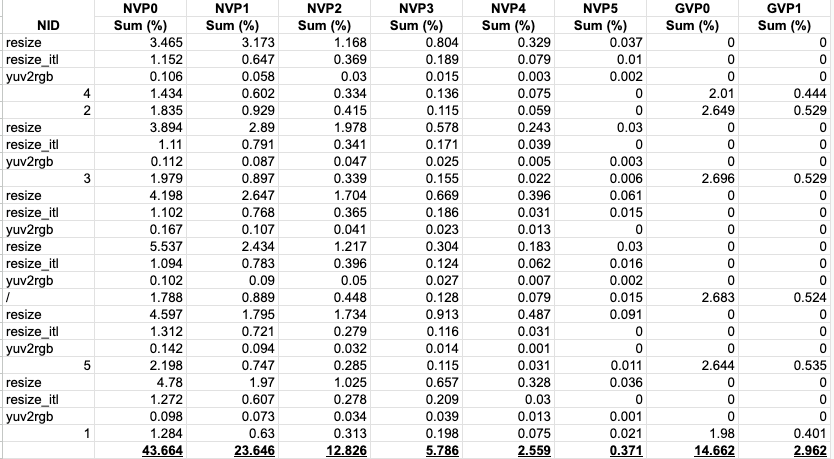 NVP0 NVP1 NVP2 NVP3 NVP4 NVP5 GVP0 GVP1
NID Sum (%) Sum (%) Sum (%) Sum (%) Sum (%) Sum (%) Sum (%) Sum (%)
resize 3.465 3.173 1.168 0.804 0.329 0.037 0 0
resize_itl 1.152 0.647 0.369 0.189 0.079 0.01 0 0
yuv2rgb 0.106 0.058 0.03 0.015 0.003 0.002 0 0
4 1.434 0.602 0.334 0.136 0.075 0 2.01 0.444
2 1.835 0.929 0.415 0.115 0.059 0 2.649 0.529
resize 3.894 2.89 1.978 0.578 0.243 0.03 0 0
resize_itl 1.11 0.791 0.341 0.171 0.039 0 0 0
yuv2rgb 0.112 0.087 0.047 0.025 0.005 0.003 0 0
3 1.979 0.897 0.339 0.155 0.022 0.006 2.696 0.529
resize 4.198 2.647 1.704 0.669 0.396 0.061 0 0
resize_itl 1.102 0.768 0.365 0.186 0.031 0.015 0 0
yuv2rgb 0.167 0.107 0.041 0.023 0.013 0 0 0
resize 5.537 2.434 1.217 0.304 0.183 0.03 0 0
resize_itl 1.094 0.783 0.396 0.124 0.062 0.016 0 0
yuv2rgb 0.102 0.09 0.05 0.027 0.007 0.002 0 0
/ 1.788 0.889 0.448 0.128 0.079 0.015 2.683 0.524
resize 4.597 1.795 1.734 0.913 0.487 0.091 0 0
resize_itl 1.312 0.721 0.279 0.116 0.031 0 0 0
yuv2rgb 0.142 0.094 0.032 0.014 0.001 0 0 0
5 2.198 0.747 0.285 0.115 0.031 0.011 2.644 0.535
resize 4.78 1.97 1.025 0.657 0.328 0.036 0 0
resize_itl 1.272 0.607 0.278 0.209 0.03 0 0 0
yuv2rgb 0.098 0.073 0.034 0.039 0.013 0.001 0 0
1 1.284 0.63 0.313 0.198 0.075 0.021 1.98 0.401
43.664 23.646 12.826 5.786 2.559 0.371 14.662 2.962